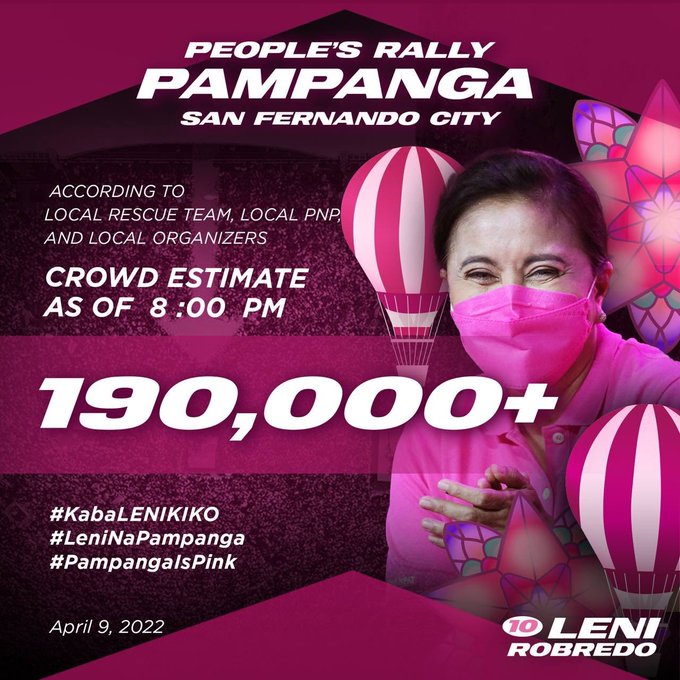 PEOPLE'S RALLY
PAMPANGA
SAN FERNANDO CITY
ACCORDING TO
LOCAL RESCUE TEAM, LOCAL PNP,
AND LOCAL ORGANIZERS
CROWD ESTIMATE
AS OF 8:00 PM
190,000+
#KabaLENIKIKO
#LeniNaPampanga
#PampangaIsPink
April 9, 2022
10 LENI
ROBREDO